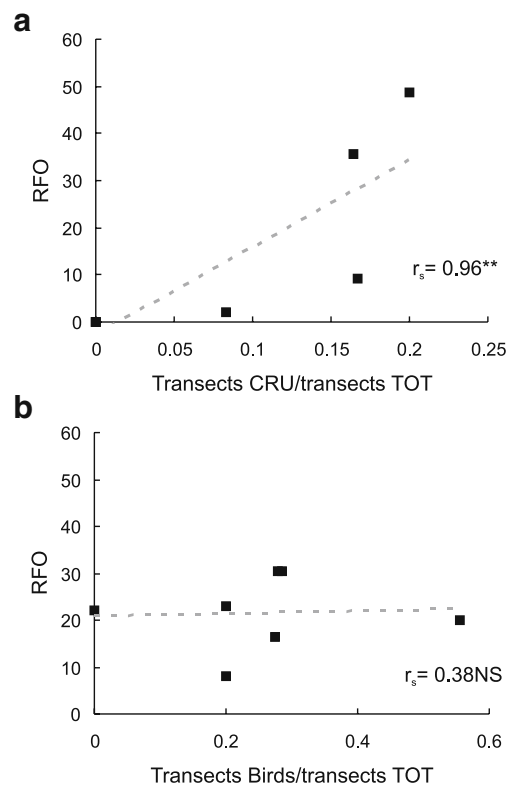 a
60
50
40
30
20
10
0
RFO
rs= 0.96**
0 0.05 0.1 0.15 0.2 0.25
Transects CRU/transects TOT
b
60
50
40
30
20
10
0
RFO
rs= 0.38NS
0 0.2 0.4 0.6
Transects Birds/transects TOT